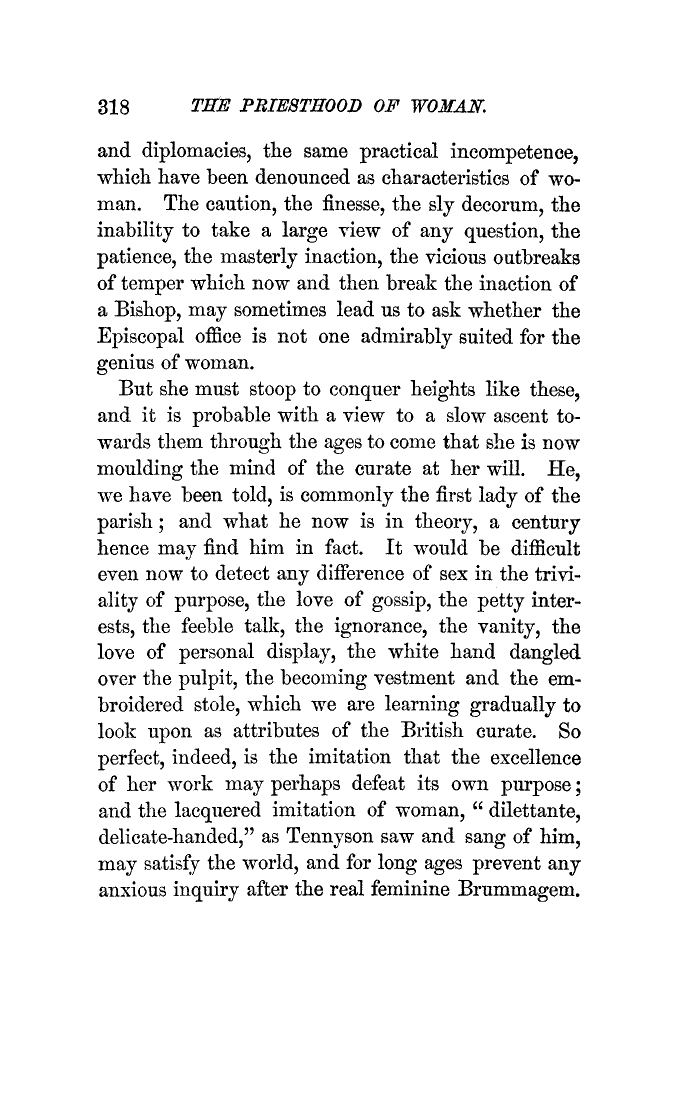 318 THE PRIESTHOOD OF WOMAN.
and diplomacies, the same practical incompetence,
which have been denounced as characteristics of wo-
man. The caution, the finesse, the sly decorum, the
inability to take a large view of any question, the
patience, the masterly inaction, the vicious outbreaks
of temper which now and then break the inaction of
a Bishop, may sometimes lead us to ask whether the
Episcopal office is not one admirably suited for the
genius of woman.
But she must stoop to conquer heights like these,
and it is probable with a view to a slow ascent to-
wards them through the ages to come that she is now
moulding the mind of the curate at her will. He,
we have been told, is commonly the first lady of the
parish; and what he now is in theory, a century
hence may find him in fact. It would be difficult
even now to detect any difference of sex in the trivi-
ality of purpose, the love of gossip, the petty inter-
ests, the feeble talk, the ignorance, the vanity, the
love of personal display, the white hand dangled
over the pulpit, the becoming vestment and the em-
broidered stole, which we are learning gradually to
look upon as attributes of the British curate. So
perfect, indeed, is the imitation that the excellence
of her work may perhaps defeat its own purpose;
and the lacquered imitation of woman, "dilettante,
delicate-handed," as Tennyson saw and sang of him,
may satisfy the world, and for long ages prevent any
anxious inquiry after the real feminine Brummagem.